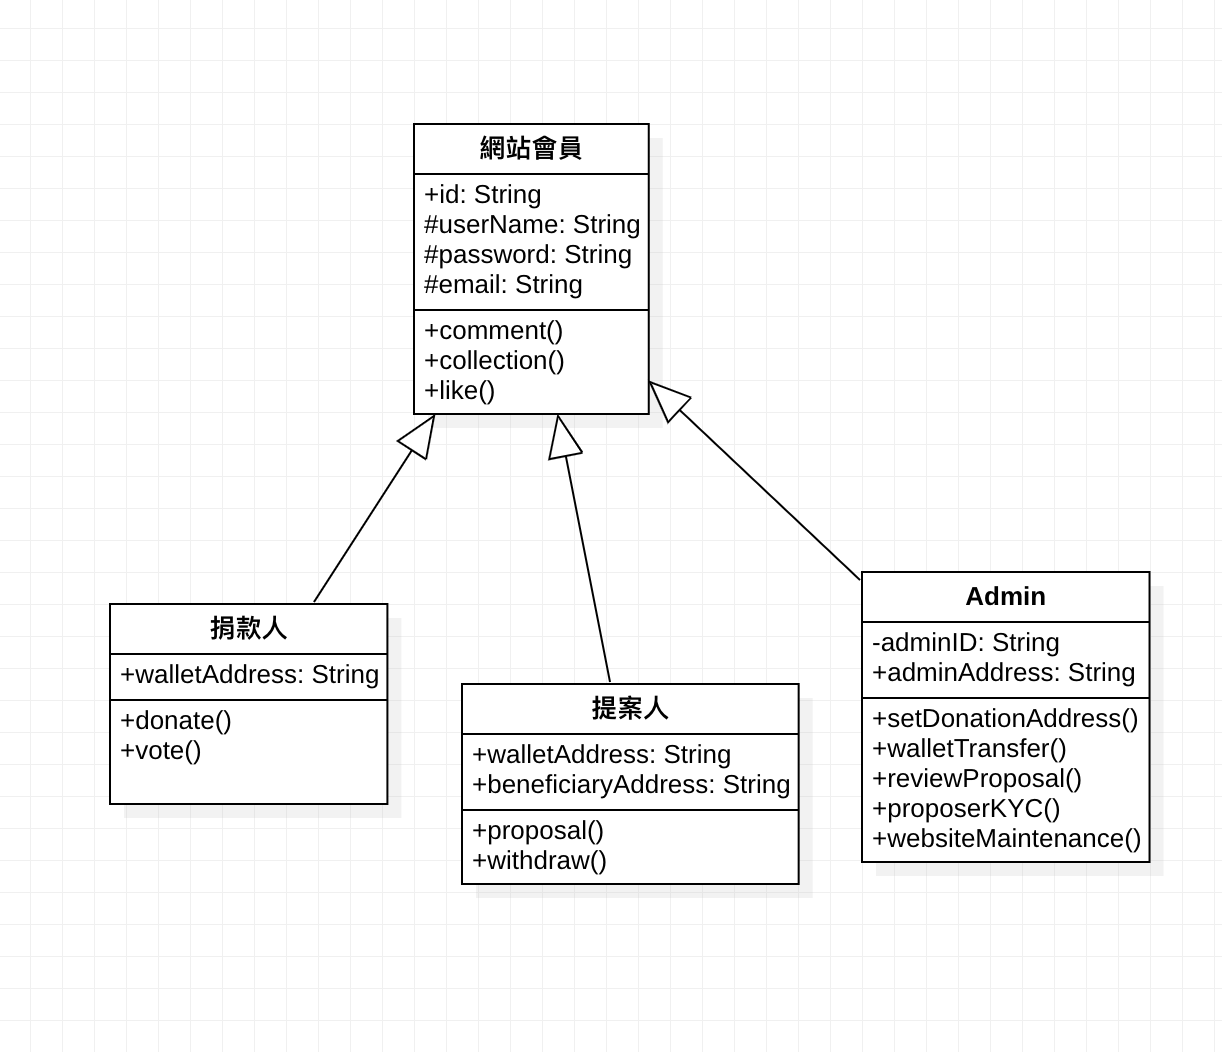 網站會員
+id: String
#userName: String
#password: String
#email: String
+comment()
+collection()
+like()
捐款人
+walletAddress: String
+donate()
+vote()
提案人
+walletAddress: String
+beneficiaryAddress: String
+proposal()
+withdraw()
Admin
-adminID: String
+adminAddress: String
+setDonationAddress()
+walletTransfer()
+reviewProposal()
+proposerKYC()
+websiteMaintenance()